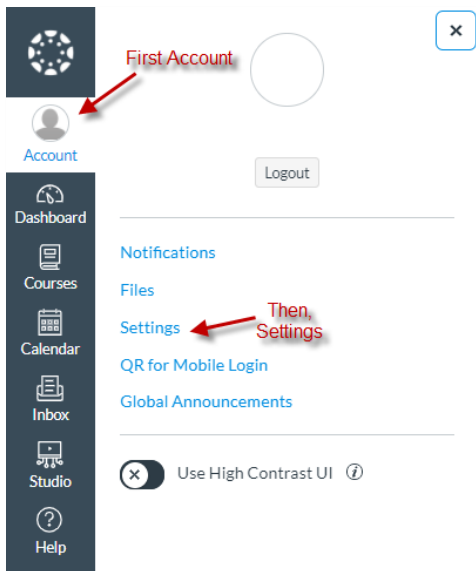 First Account
Account
Logout
Dashboard
Notifications
Courses
Files
Then,
Settings
Settings
Calendar
QR for Mobile Login
Inbox
Global Announcements
Studio
Use High Contrast UI
Help